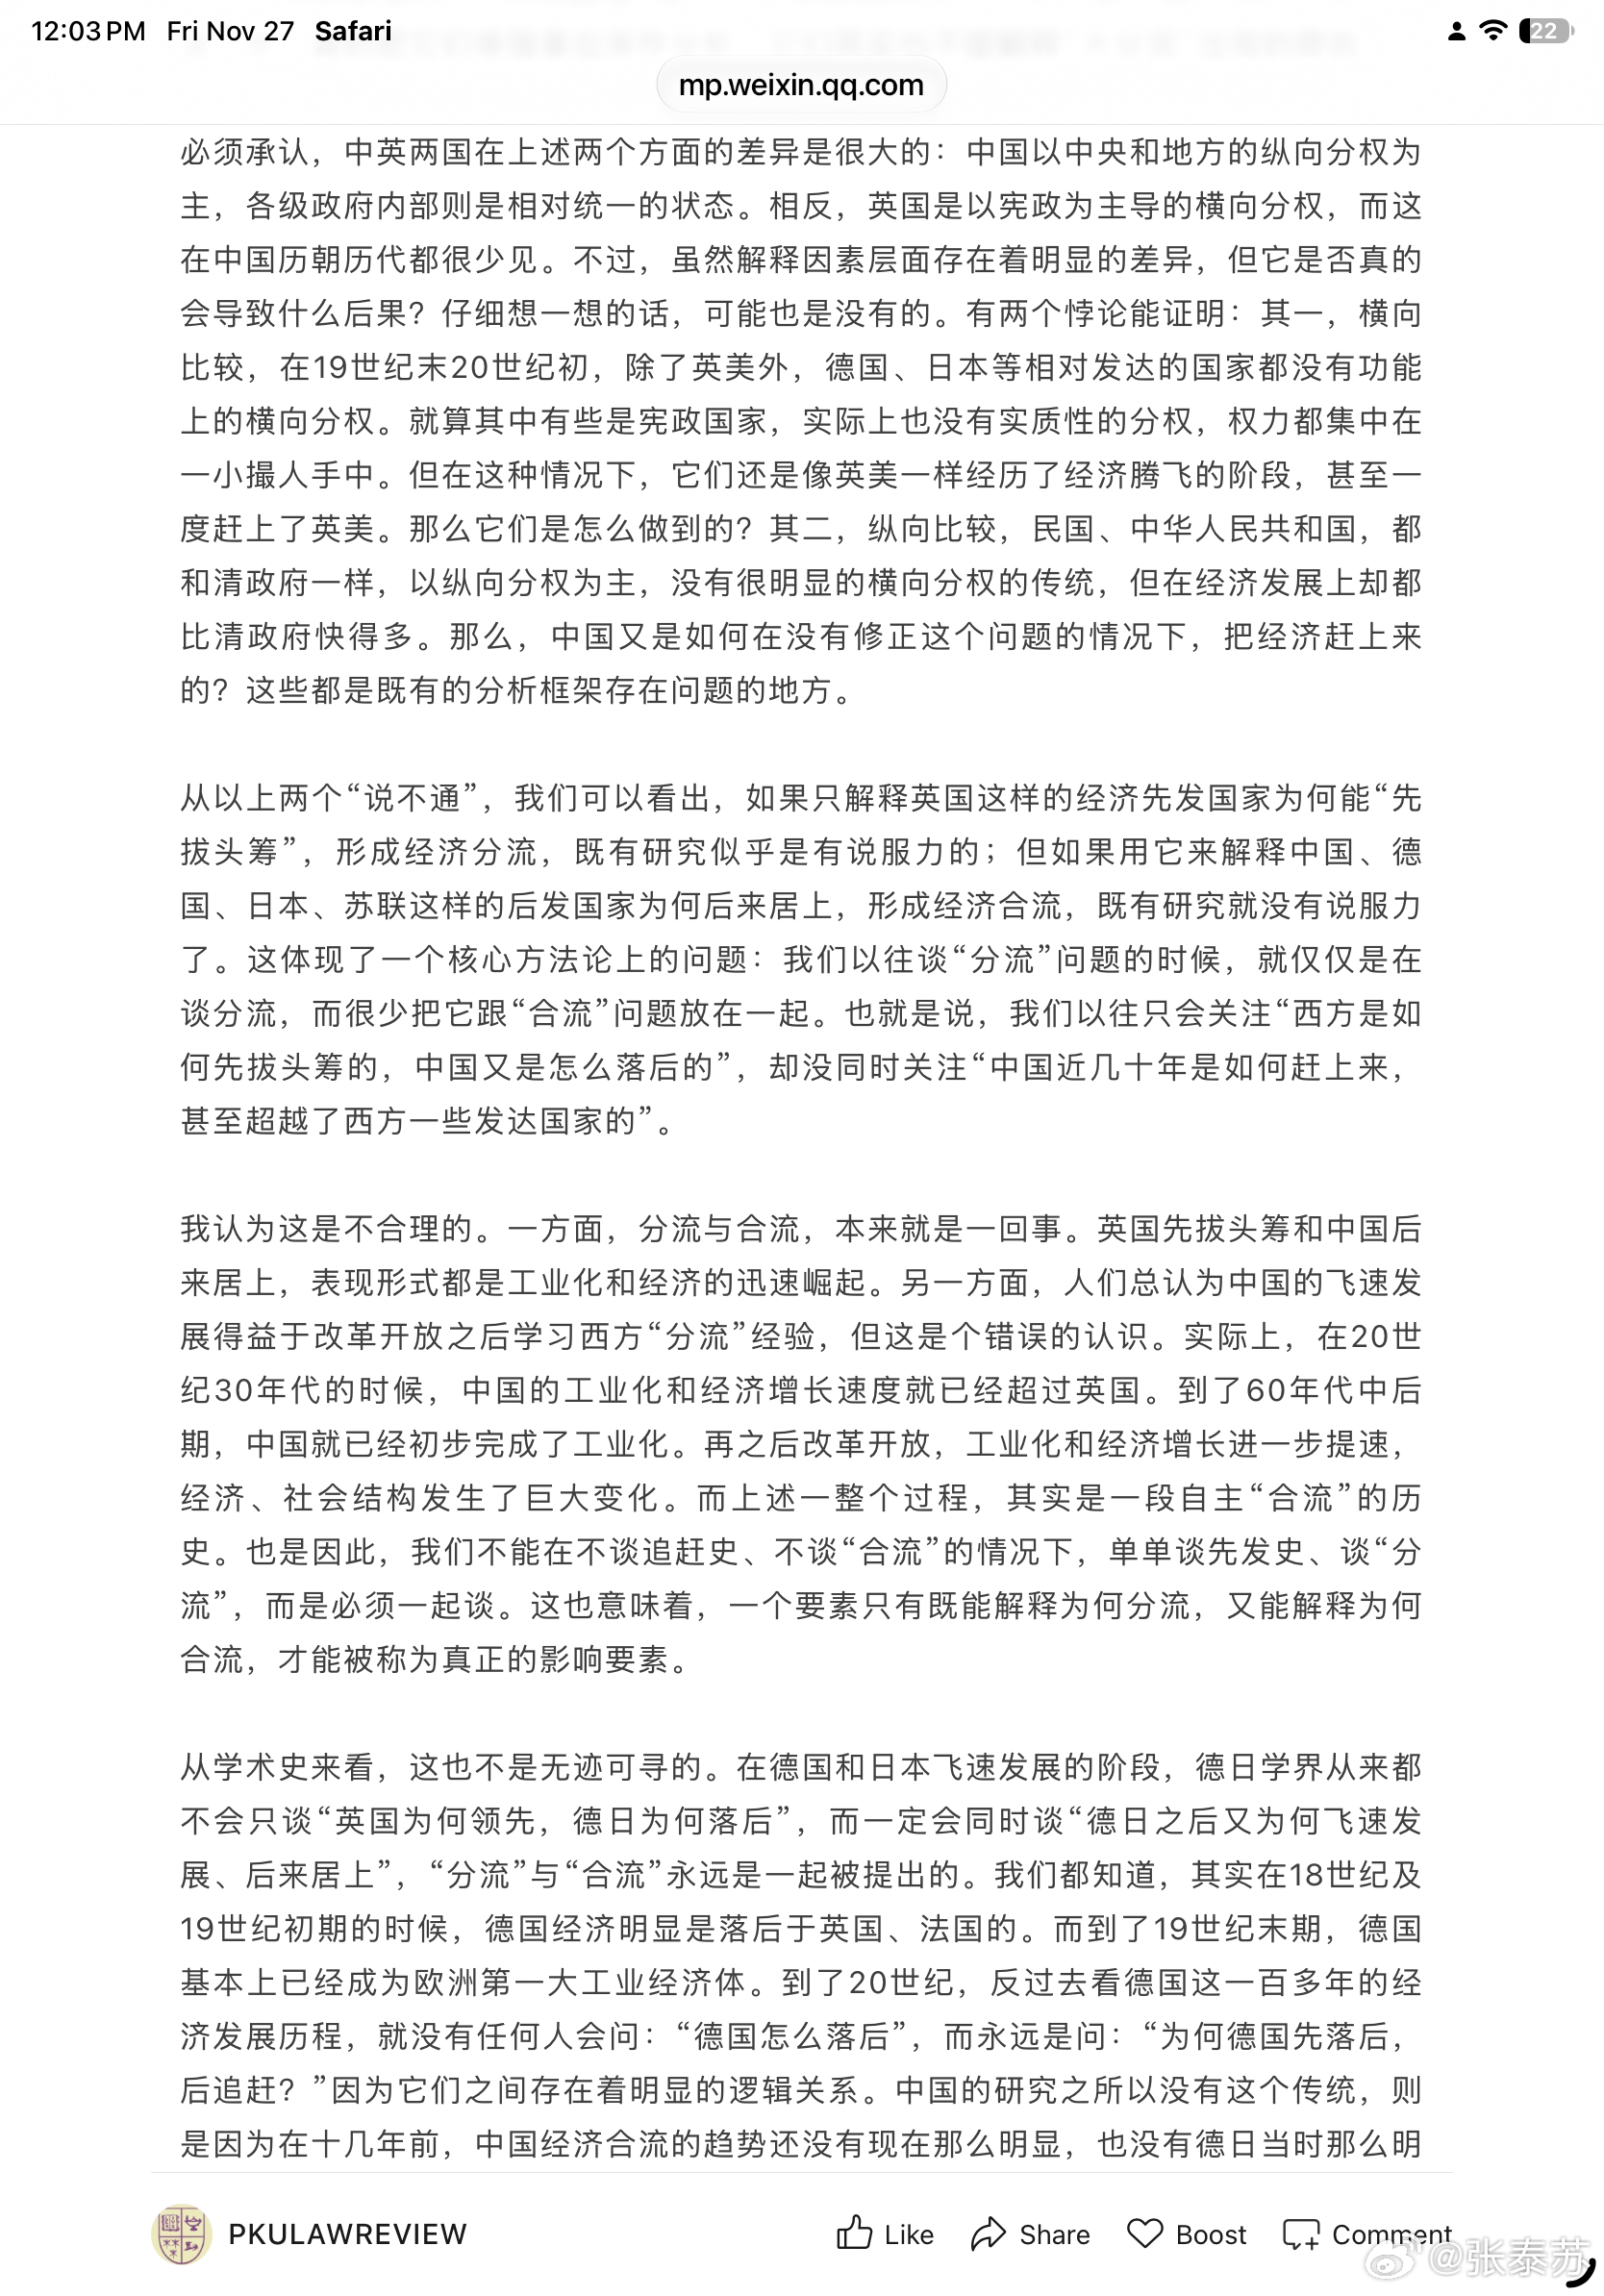 12:03 PM Fri Nov 27 Safari
22
mp.weixin.qq.com
必须承认，中英两国在上述两个方面的差异是很大的：中国以中央和地方的纵向分权为
主，各级政府内部则是相对统一的状态。相反，英国是以宪政为主导的横向分权，而这
在中国历朝历代都很少见。不过，虽然解释因素层面存在着明显的差异，但它是否真的
会导致什么后果？仔细想一想的话，可能也是没有的。有两个悖论能证明：其一，横向
比较，在19世纪末20世纪初，除了英美外，德国、日本等相对发达的国家都没有功能
上的横向分权。就算其中有些是宪政国家，实际上也没有实质性的分权，权力都集中在
一小撮人手中。但在这种情况下，它们还是像英美一样经历了经济腾飞的阶段，甚至一
度赶上了英美。那么它们是怎么做到的？其二，纵向比较，民国、中华人民共和国，都
和清政府一样，以纵向分权为主，没有很明显的横向分权的传统，但在经济发展上却都
比清政府快得多。那么，中国又是如何在没有修正这个问题的情况下，把经济赶上来
的？这些都是既有的分析框架存在问题的地方。
从以上两个“说不通”，我们可以看出，如果只解释英国这样的经济先发国家为何能“先
拔头筹”，形成经济分流，既有研究似乎是有说服力的；但如果用它来解释中国、德
国、日本、苏联这样的后发国家为何后来居上，形成经济合流，既有研究就没有说服力
了。这体现了一个核心方法论上的问题：我们以往谈“分流”问题的时候，就仅仅是在
谈分流，而很少把它跟“合流”问题放在一起。也就是说，我们以往只会关注“西方是如
何先拔头筹的，中国又是怎么落后的”，却没同时关注“中国近几十年是如何赶上来，
甚至超越了西方一些发达国家的”。
我认为这是不合理的。一方面，分流与合流，本来就是一回事。英国先拔头筹和中国后
来居上，表现形式都是工业化和经济的迅速崛起。另一方面，人们总认为中国的飞速发
展得益于改革开放之后学习西方“分流”经验，但这是个错误的认识。实际上，在20世
纪30年代的时候，中国的工业化和经济增长速度就已经超过英国。到了60年代中后
期，中国就已经初步完成了工业化。再之后改革开放，工业化和经济增长进一步提速，
经济、社会结构发生了巨大变化。而上述一整个过程，其实是一段自主“合流”的历
史。也是因此，我们不能在不谈追赶史、不谈“合流”的情况下，单单谈先发史、谈“分
流”，而是必须一起谈。这也意味着，一个要素只有既能解释为何分流，又能解释为何
合流，才能被称为真正的影响要素。
从学术史来看，这也不是无迹可寻的。在德国和日本飞速发展的阶段，德日学界从来都
不会只谈“英国为何领先，德日为何落后”，而一定会同时谈“德日之后又为何飞速发
展、后来居上”，“分流”与“合流”永远是一起被提出的。我们都知道，其实在18世纪及
19世纪初期的时候，德国经济明显是落后于英国、法国的。而到了19世纪末期，德国
基本上已经成为欧洲第一大工业经济体。到了20世纪，反过去看德国这一百多年的经
济发展历程，就没有任何人会问：“德国怎么落后”，而永远是问：“为何德国先落后，
后追赶？”因为它们之间存在着明显的逻辑关系。中国的研究之所以没有这个传统，则
是因为在十几年前，中国经济合流的趋势还没有现在那么明显，也没有德日当时那么明
PKULAWREVIEW Like Share Boost Comment
@张泰苏